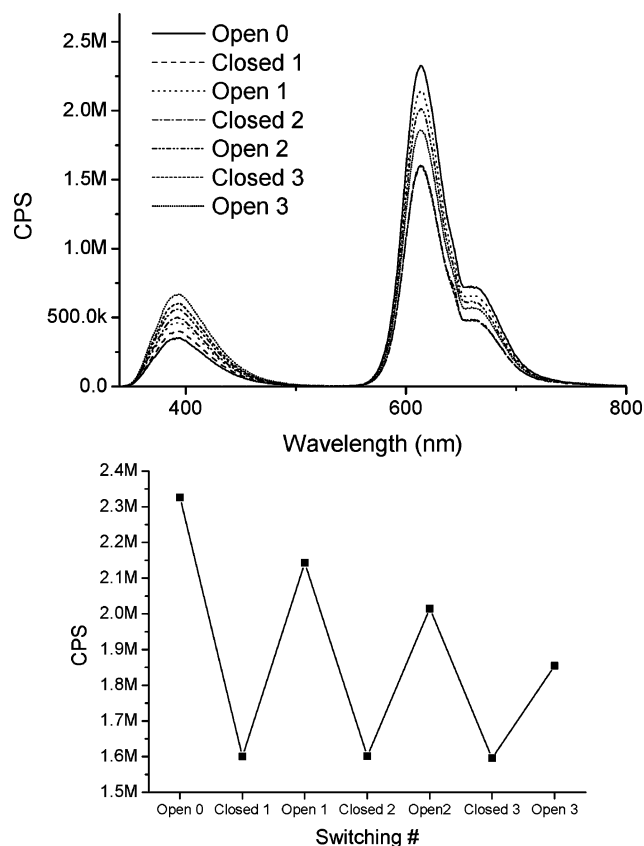 2.5M
2.0M
1.5M
1.0M
500.0k
0.0
CPS
Open 0
Closed 1
Open 1
Closed 2
Open 2
Closed 3
Open 3
400
600
800
Wavelength (nm)
2.4M
2.3M
2.2M
2.1M
2.0M
1.9M
1.8M
1.7M
1.6M
1.5M
CPS
Open 0
Closed 1
Open 1
Closed 2
Open2
Closed 3
Open 3
Switching #